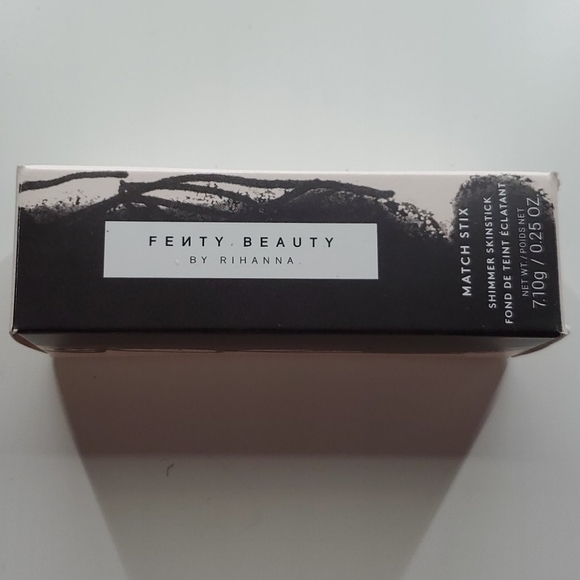 FEИTY BEAUTY
BY RIHANNA
MATCH STIX
SHIMMER SKINSTICK
FOND DE TEINT ÉCLATANT
NET WT / POIDS NET
7.10g / 0.25 OZ